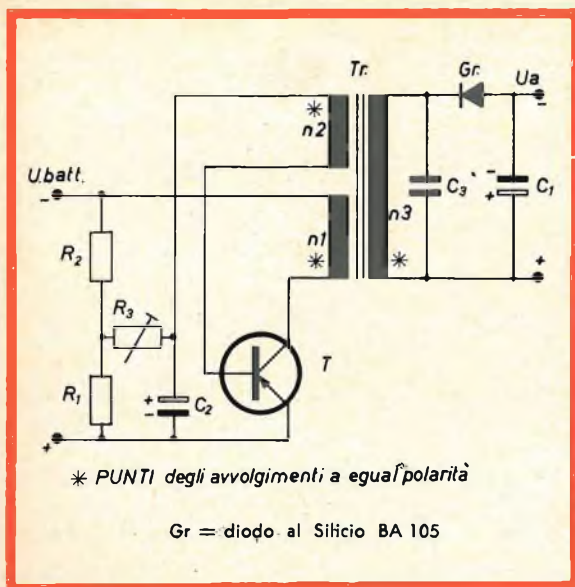 Tr.
Gr.
Ua
-
* n2
U.batt.
-
C3
- +
C1
n1 *
n3 *
R2
R3
+
R1
+ -
C2
T
+
* PUNTI degli avvolgimenti a egual polarità
Gr = diodo al Silicio BA 105